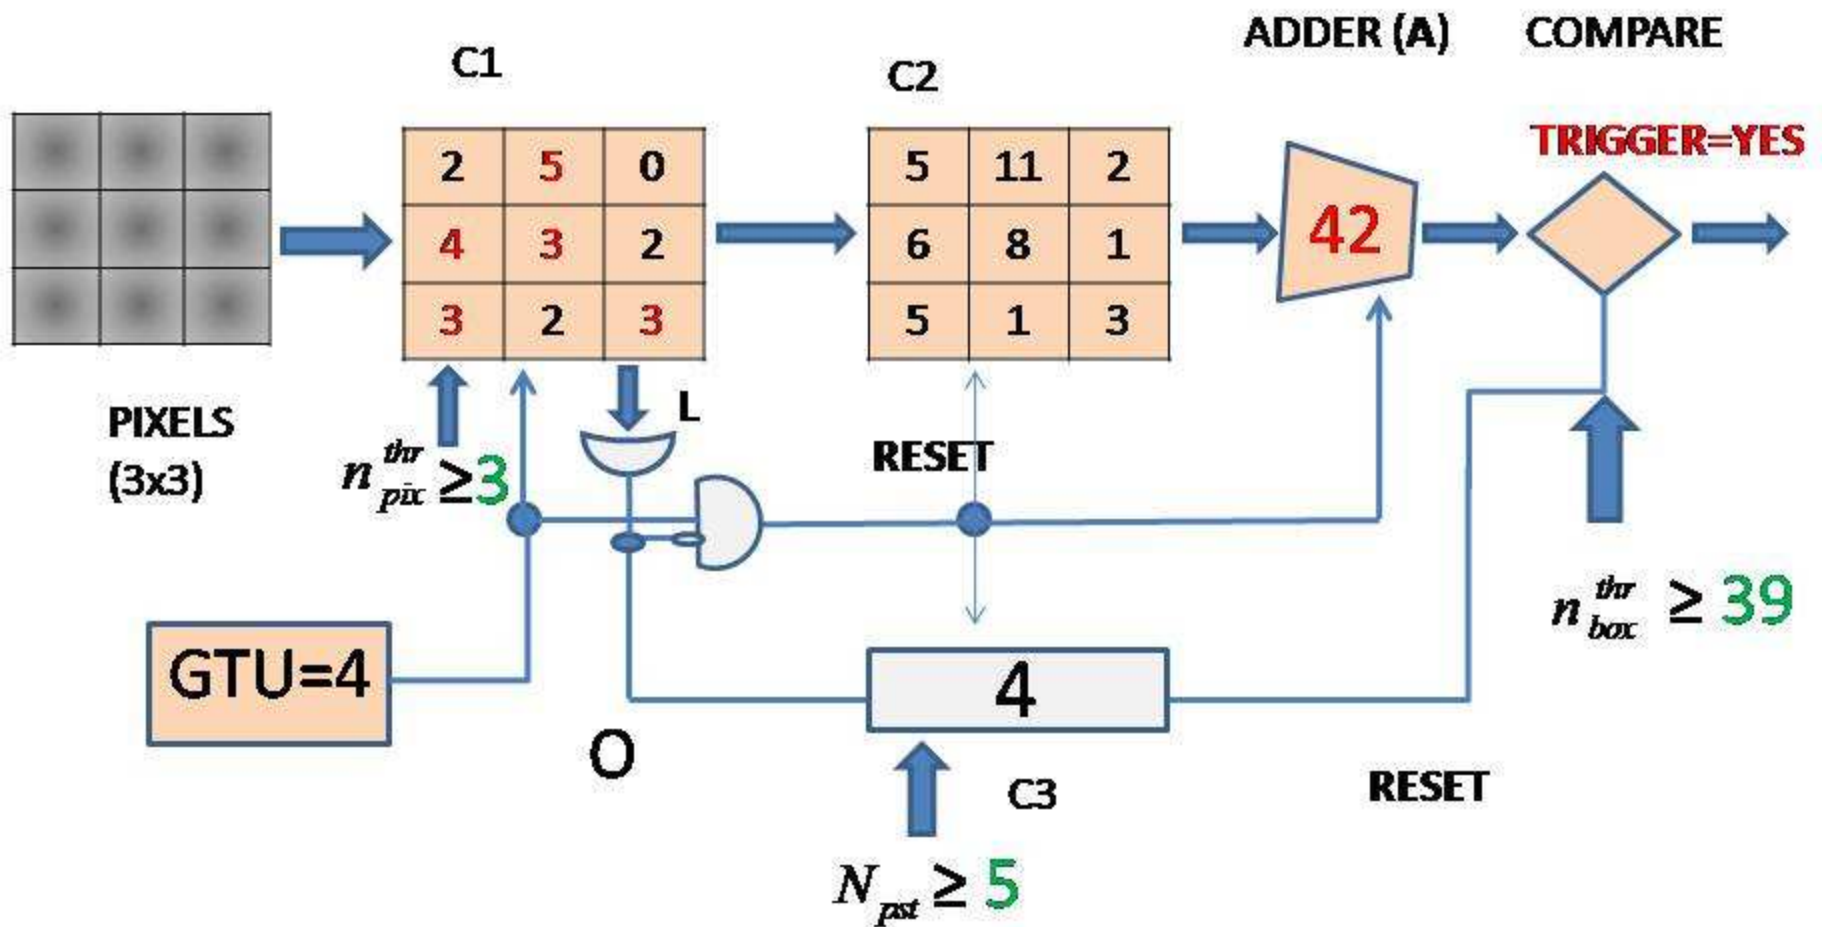 ADDER (A) COMPARE
C1
C2
TRIGGER=YES
2 5 0
4 3 2
3 2 3
5 11 2
6 8 1
5 1 3
42
PIXELS
(3x3)
n pix thr ≥3
L
RESET
n box thr ≥ 39
GTU=4
4
O
C3
RESET
N pst ≥ 5